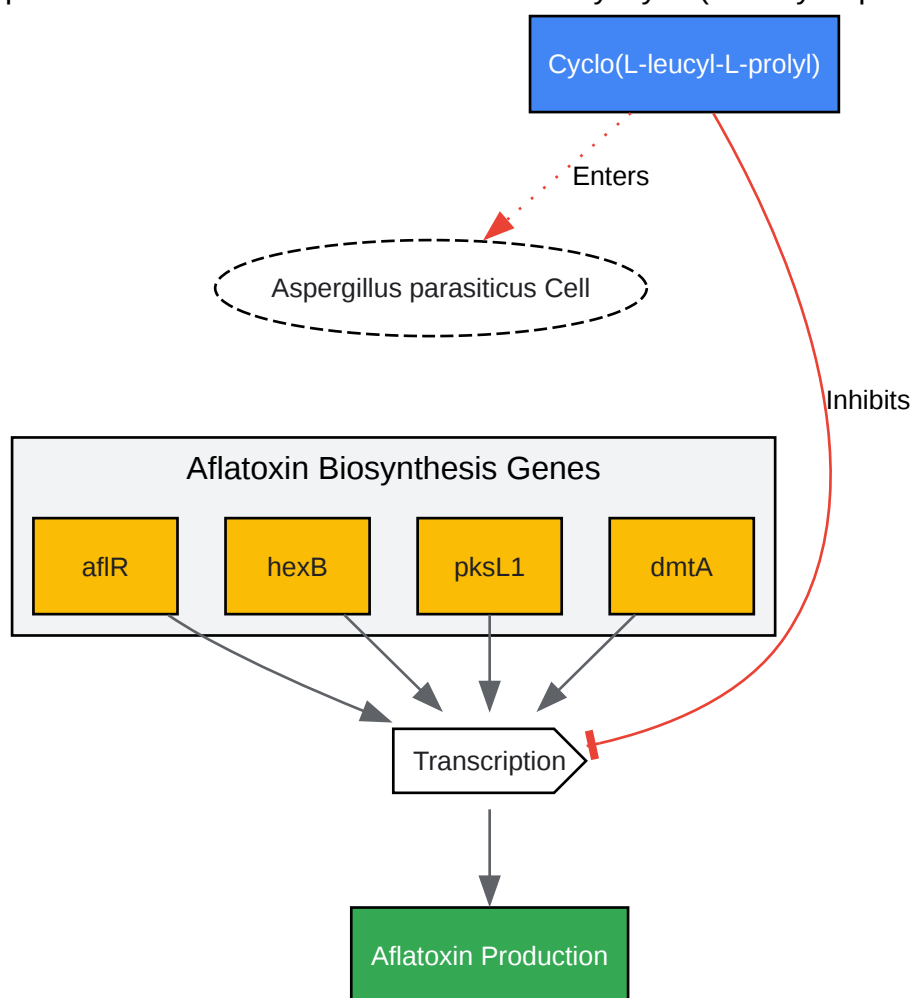 Cyclo(L-leucyl-L-prolyl)
Enters
Aspergillus parasiticus Cell
Inhibits
Aflatoxin Biosynthesis Genes
aflR
hexB
pksL1
dmtA
Transcription
Aflatoxin Production